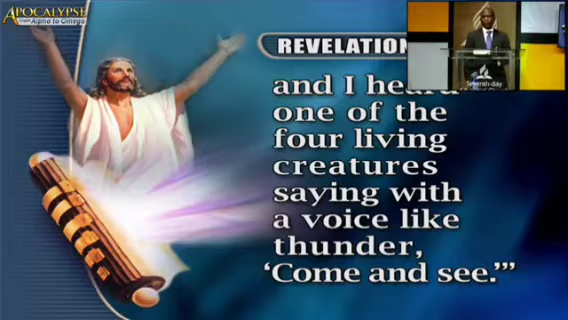 APOCALYPSE
from Alpha to Omega
REVELATION
and I hear
one of the
four living
creatures
saying with
a voice like
thunder,
‘Come and see.’”
Seventh-day